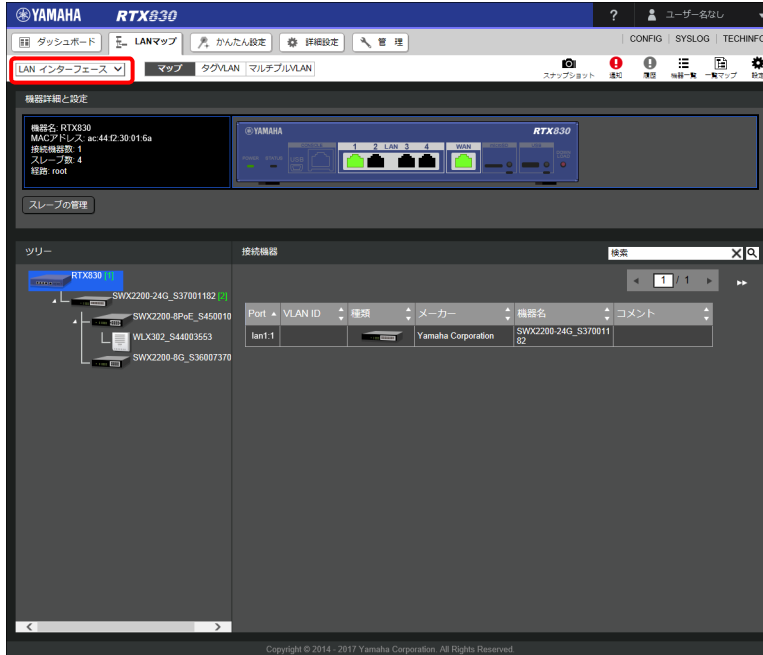 YAMAHA RTX830 ? ユーザー名なし
ダッシュボード LANマップ かんたん設定 詳細設定 管 理 CONFIG SYSLOG TECHINFO
LAN インターフェース マップ タグVLAN マルチプルVLAN スナップショット 通知 履歴 機器一覧 一覧マップ 設定
機器詳細と設定
機器名: RTX830
MACアドレス: ac:44:f2:30:01:6a
接続機器数: 1
スレーブ数: 4
経路: root
YAMAHA RTX830
1 2 LAN 3 4 WAN
POWER STATUS USB
スレーブの管理
ツリー 接続機器 検索
RTX830 [1] 1 / 1
SWX2200-24G_S37001182 [2]
SWX2200-8PoE_S450010
WLX302_S44003553
SWX2200-8G_S36007370
Port VLAN ID 種類 メーカー 機器名 コメント
lan1:1 Yamaha Corporation SWX2200-24G_S370011
82
Copyright © 2014 - 2017 Yamaha Corporation. All Rights Reserved.